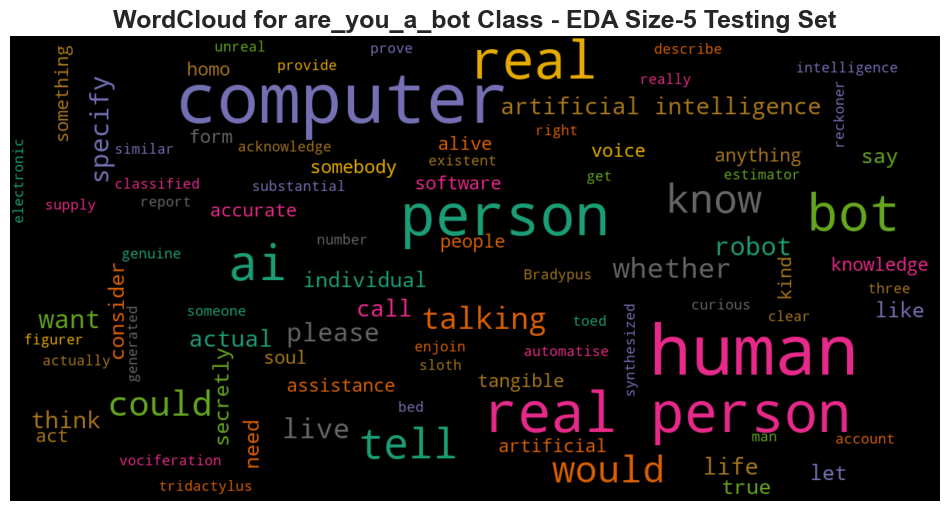 WordCloud for are_you_a_bot Class - EDA Size-5 Testing Set
unreal
prove
real
describe
something
homo
provide
really
intelligence
computer
specify
artificial intelligence
reckoner
form
right
electronic
similar
acknowledge
alive
voice
anything
say
somebody
existent
classified
substantial
software
get
estimator
supply
report
accurate
person
know
bot
number
people
robot
genuine
ai
individual
Bradypus
whether
kind
knowledge
consider
someone
call
talking
toed
synthesized
curious
three
want
generated
actual
please
clear
like
figurer
actually
secretly
soul
enjoin
sloth
automatise
human
could
assistance
tangible
think
need
live
bed
real person
act
tell
artificial
man
account
vociferation
would
life
let
tridactylus
true